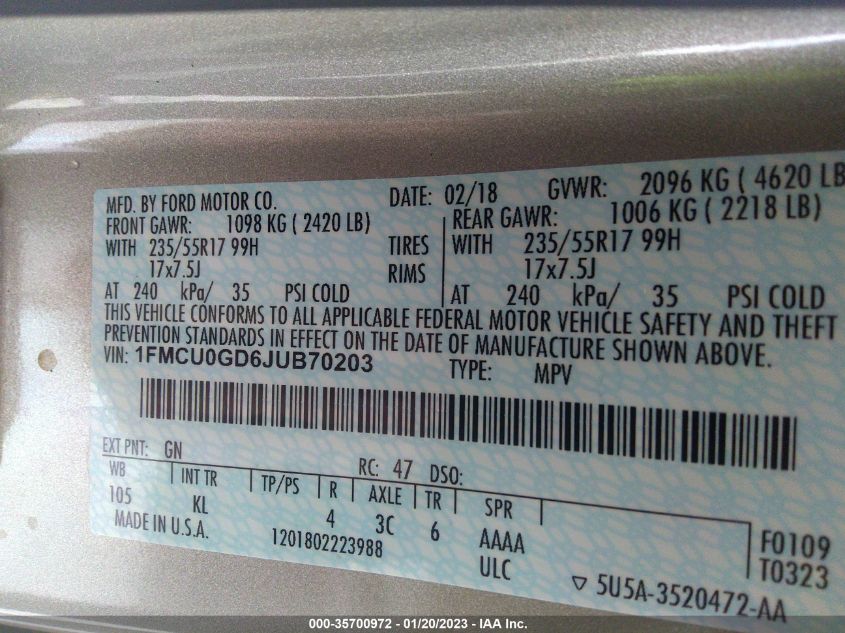 MFD. BY FORD MOTOR CO. DATE: 02/18 GVWR: 2096 KG ( 4620 LB
FRONT GAWR: 1098 KG ( 2420 LB) REAR GAWR: 1006 KG ( 2218 LB)
WITH 235/55R17 99H TIRES WITH 235/55R17 99H
17x7.5J RIMS 17x7.5J
AT 240 kPa/ 35 PSI COLD AT 240 kPa/ 35 PSI COLD
THIS VEHICLE CONFORMS TO ALL APPLICABLE FEDERAL MOTOR VEHICLE SAFETY AND THEFT
PREVENTION STANDARDS IN EFFECT ON THE DATE OF MANUFACTURE SHOWN ABOVE.
VIN: 1FMCU0GD6JUB70203 TYPE: MPV
EXT PNT: GN RC: 47 DSO:
WB INT TR TP/PS R AXLE TR SPR
105 KL 4 3C 6 AAAA F0109
MADE IN U.S.A. 1201802223988 ULC T0323
5U5A-3520472-AA
000-35700972 - 01/20/2023 - IAA Inc.